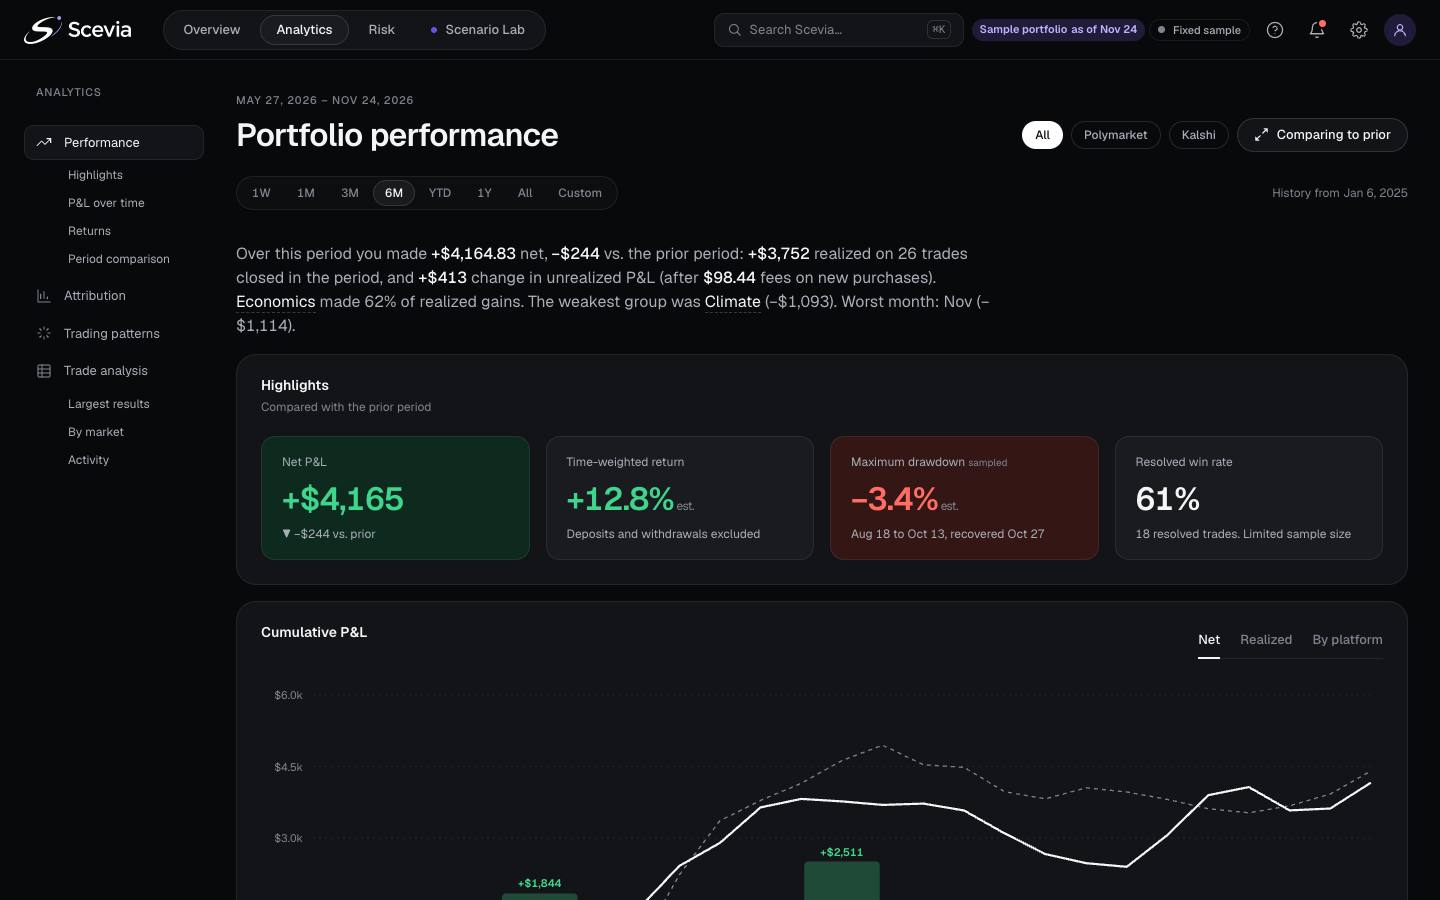 Scevia
Overview Analytics Risk Scenario Lab
Search Scevia... ⌘K
Sample portfolio as of Nov 24
Fixed sample
ANALYTICS
Performance
Highlights
P&L over time
Returns
Period comparison
Attribution
Trading patterns
Trade analysis
Largest results
By market
Activity
MAY 27, 2026 – NOV 24, 2026
Portfolio performance
All Polymarket Kalshi Comparing to prior
1W 1M 3M 6M YTD 1Y All Custom
History from Jan 6, 2025
Over this period you made +$4,164.83 net, −$244 vs. the prior period: +$3,752 realized on 26 trades
closed in the period, and +$413 change in unrealized P&L (after $98.44 fees on new purchases).
Economics made 62% of realized gains. The weakest group was Climate (−$1,093). Worst month: Nov (−
$1,114).
Highlights
Compared with the prior period
Net P&L
+$4,165
▼ −$244 vs. prior
Time-weighted return
+12.8% est.
Deposits and withdrawals excluded
Maximum drawdown sampled
−3.4% est.
Aug 18 to Oct 13, recovered Oct 27
Resolved win rate
61%
18 resolved trades. Limited sample size
Cumulative P&L
Net Realized By platform
$6.0k
$4.5k
$3.0k
+$2,511
+$1,844